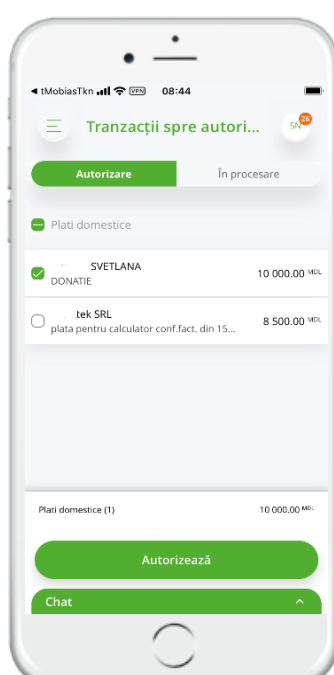 tMobiasTkn VPN 08:44
Tranzacții spre autori... SN 26
Autorizare În procesare
Plati domestice
SVETLANA 10 000.00 MDL
DONATIE
tek SRL 8 500.00 MDL
plata pentru calculator conf.fact. din 15...
Plati domestice (1) 10 000.00 MDL
Autorizează
Chat